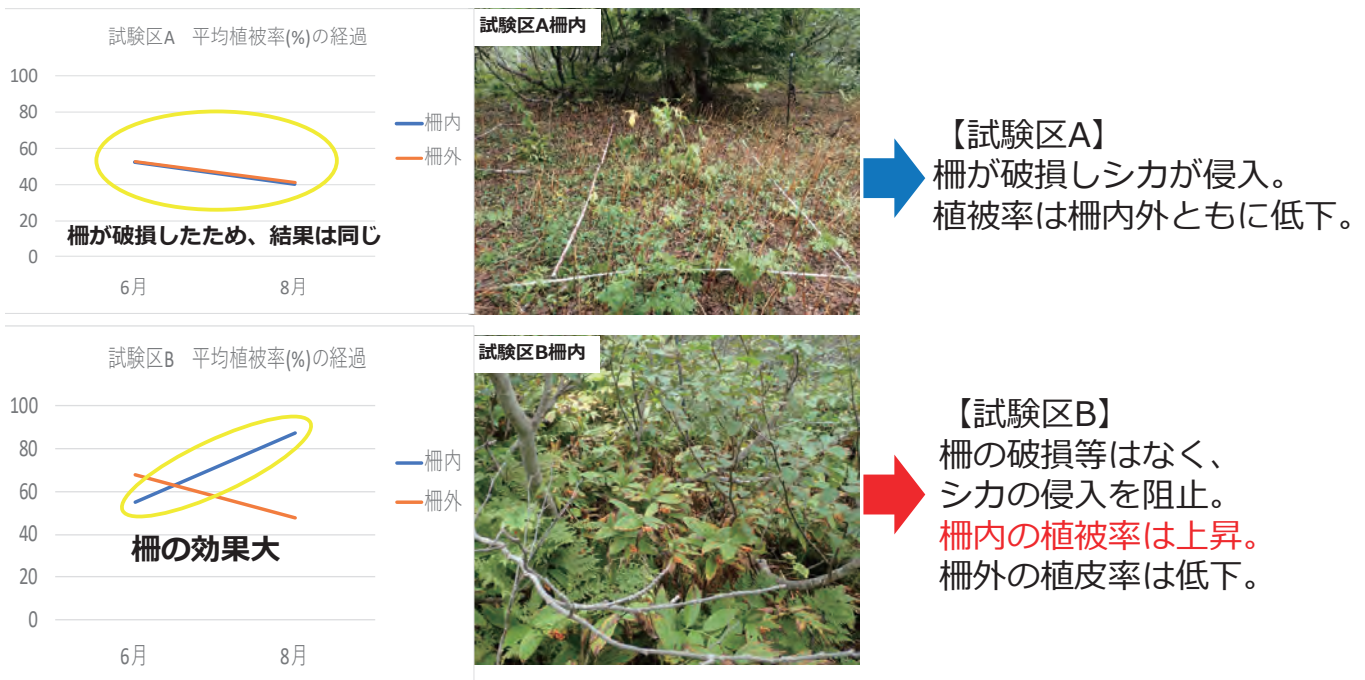 試験区A　平均植被率(%)の経過
100
80
60
40
20
0
6月
8月
柵内
柵外
柵が破損したため、結果は同じ
試験区A柵内
【試験区A】
柵が破損しシカが侵入。
植被率は柵内外ともに低下。
試験区B　平均植被率(%)の経過
100
80
60
40
20
0
6月
8月
柵内
柵外
柵の効果大
試験区B柵内
【試験区B】
柵の破損等はなく、
シカの侵入を阻止。
柵内の植被率は上昇。
柵外の植皮率は低下。